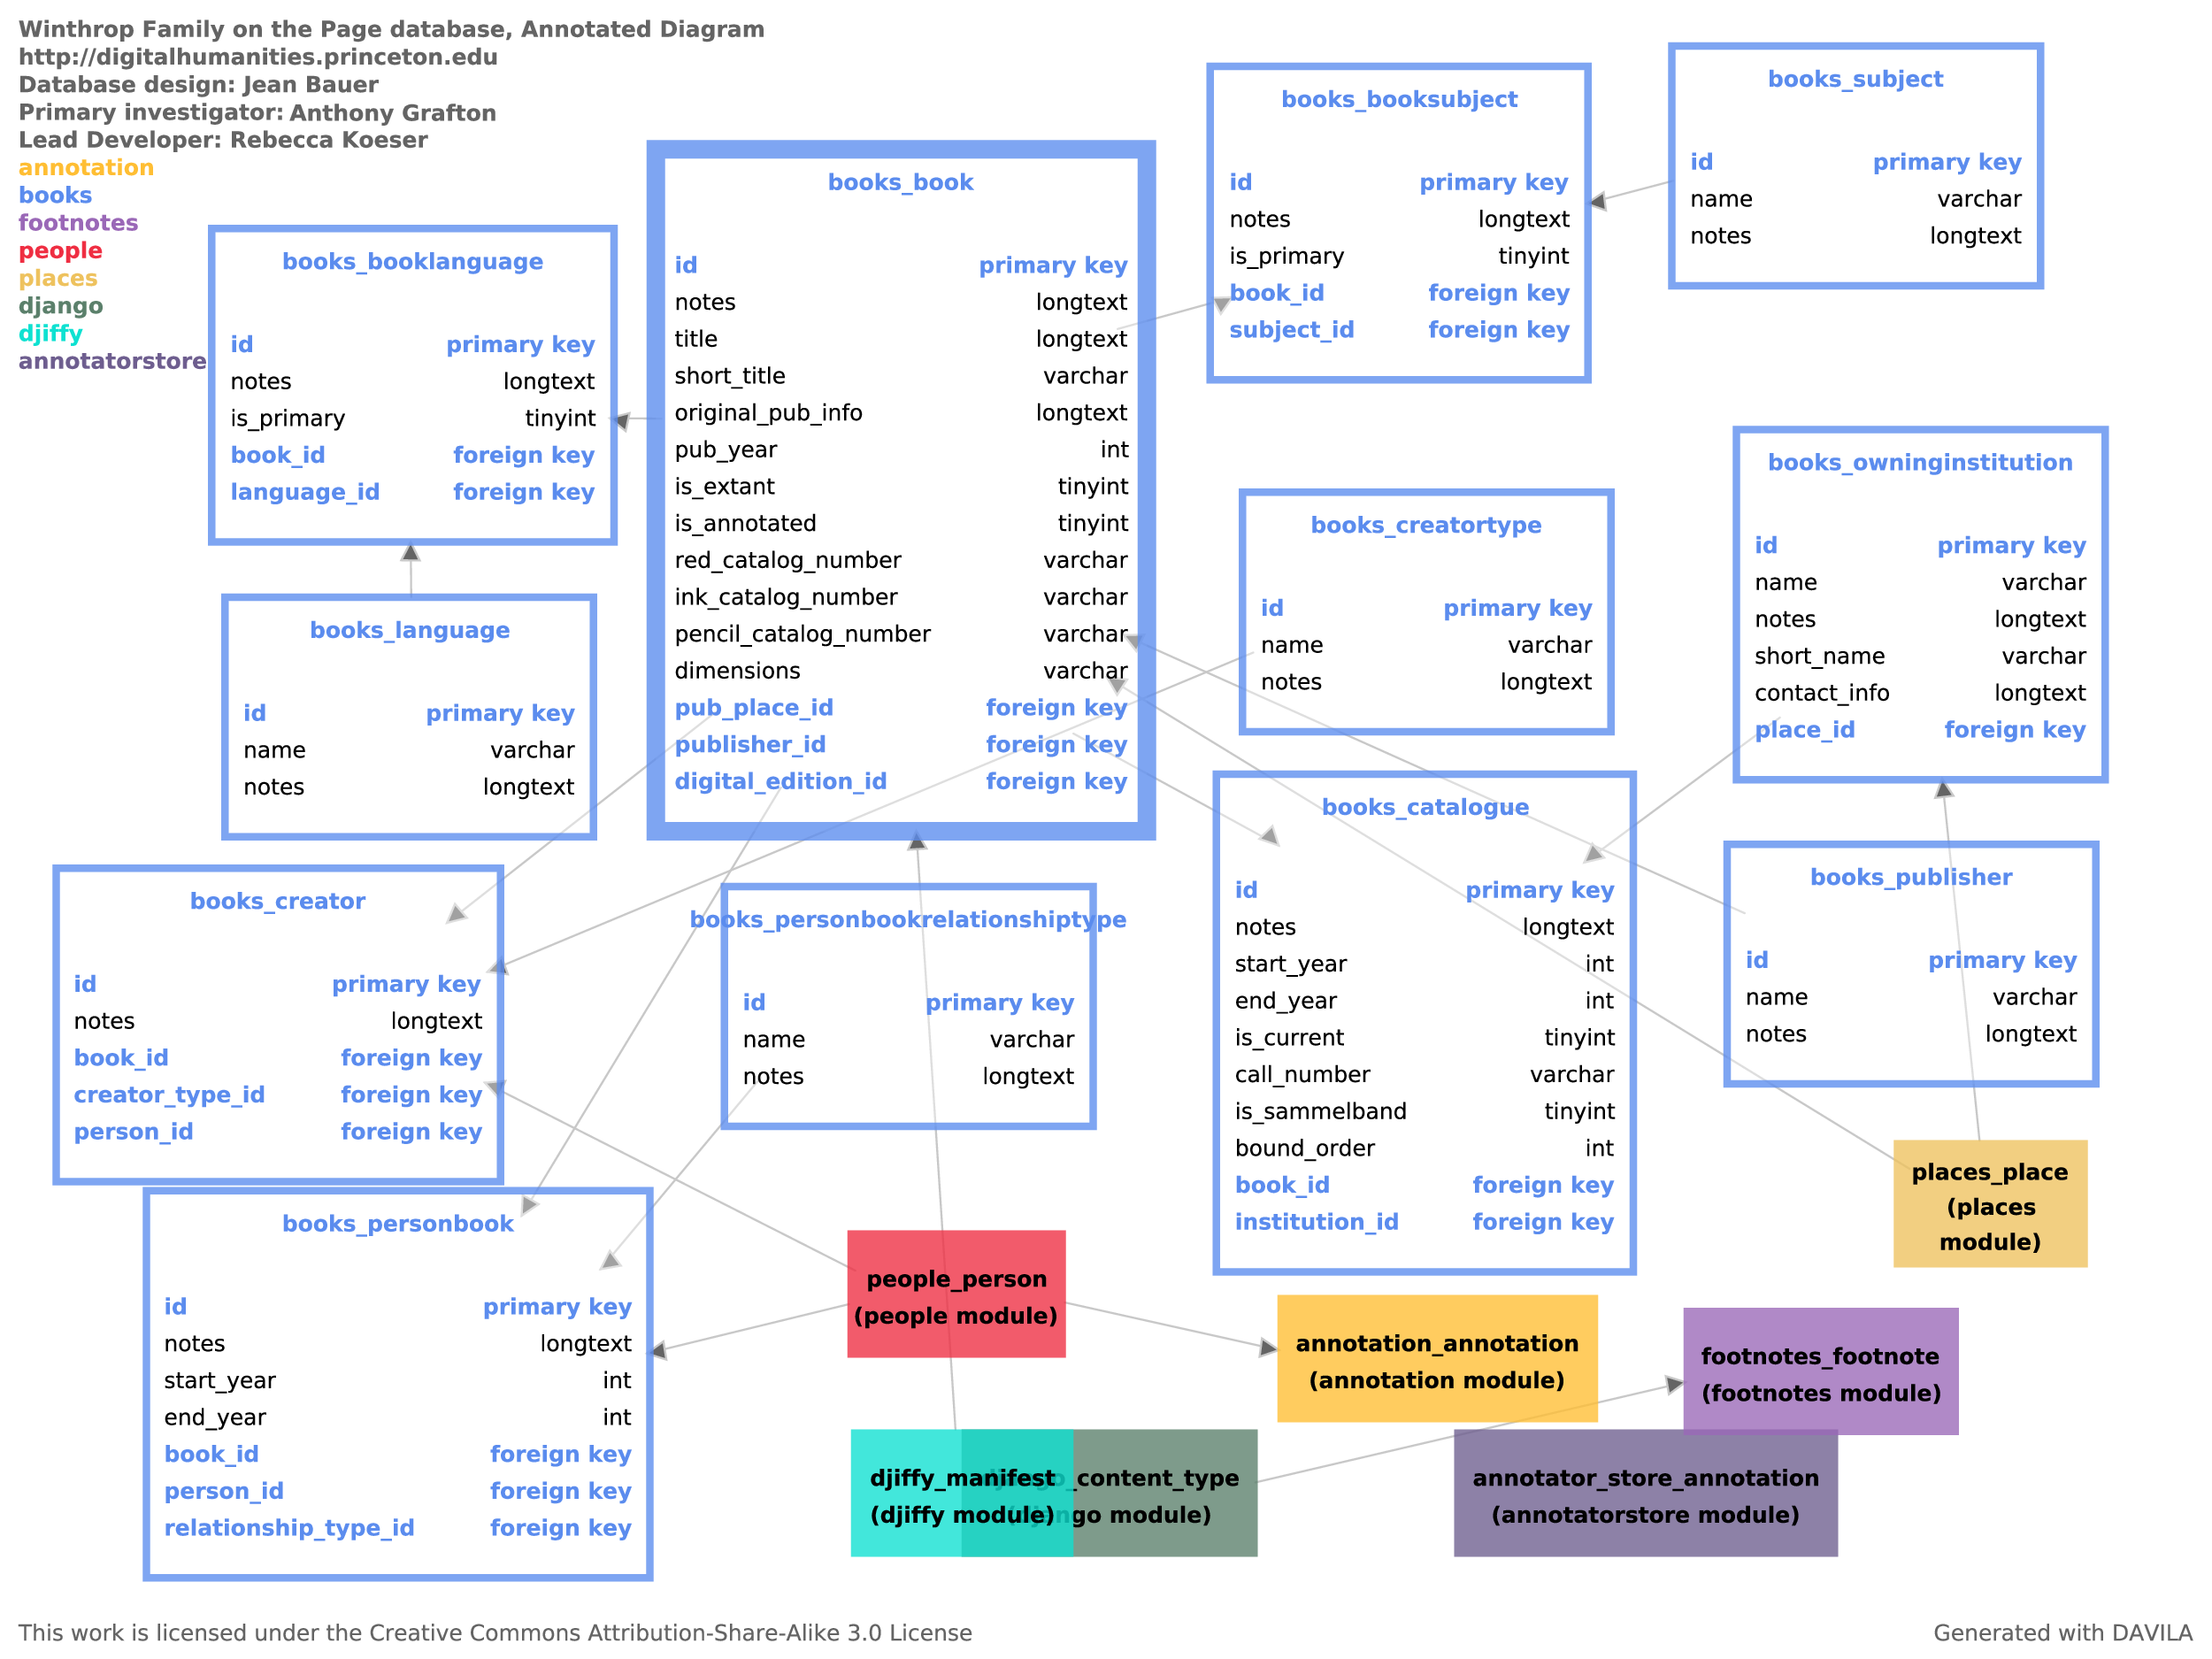 Winthrop Family on the Page database, Annotated Diagram
http://digitalhumanities.princeton.edu
Database design: Jean Bauer
Primary investigator: Anthony Grafton
Lead Developer: Rebecca Koeser
annotation
books
footnotes
people
places
django
djiffy
annotatorstore
books_booklanguage
id primary key
notes longtext
is_primary tinyint
book_id foreign key
language_id foreign key
books_book
id primary key
notes longtext
title longtext
short_title varchar
original_pub_info longtext
pub_year int
is_extant tinyint
is_annotated tinyint
red_catalog_number varchar
ink_catalog_number varchar
pencil_catalog_number varchar
dimensions varchar
pub_place_id foreign key
publisher_id foreign key
digital_edition_id foreign key
books_booksubject
id primary key
notes longtext
is_primary tinyint
book_id foreign key
subject_id foreign key
books_subject
id primary key
name varchar
notes longtext
books_language
id primary key
name varchar
notes longtext
books_creatortype
id primary key
name varchar
notes longtext
books_owninginstitution
id primary key
name varchar
notes longtext
short_name varchar
contact_info longtext
place_id foreign key
books_creator
id primary key
notes longtext
book_id foreign key
creator_type_id foreign key
person_id foreign key
books_personbookrelationshiptype
id primary key
name varchar
notes longtext
books_catalogue
id primary key
notes longtext
start_year int
end_year int
is_current tinyint
call_number varchar
is_sammelband tinyint
bound_order int
book_id foreign key
institution_id foreign key
books_publisher
id primary key
name varchar
notes longtext
books_personbook
id primary key
notes longtext
start_year int
end_year int
book_id foreign key
person_id foreign key
relationship_type_id foreign key
people_person
(people module)
places_place
(places
module)
annotation_annotation
(annotation module)
footnotes_footnote
(footnotes module)
djiffy_manifest
(djiffy module)
_content_type
module)
annotator_store_annotation
(annotatorstore module)
This work is licensed under the Creative Commons Attribution-Share-Alike 3.0 License
Generated with DAVILA